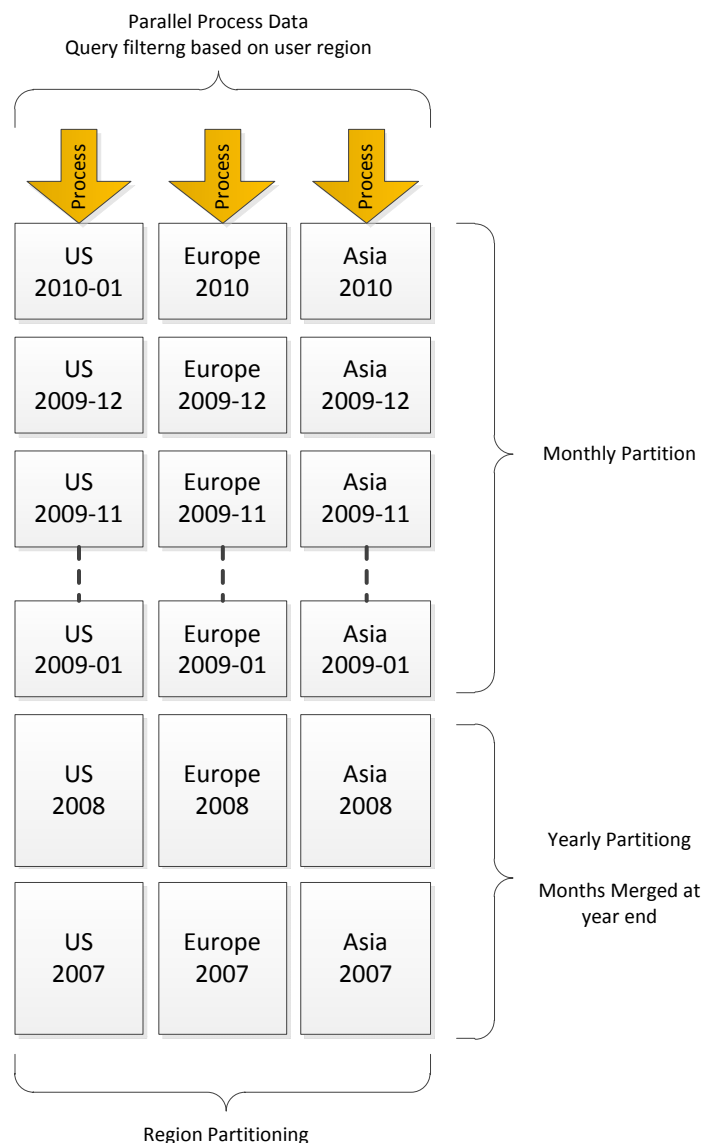 Parallel Process Data
Query filterng based on user region
Process
Process
Process
US
2010-01
Europe
2010
Asia
2010
US
2009-12
Europe
2009-12
Asia
2009-12
US
2009-11
Europe
2009-11
Asia
2009-11
Monthly Partition
US
2009-01
Europe
2009-01
Asia
2009-01
US
2008
Europe
2008
Asia
2008
Yearly Partitiong
Months Merged at
year end
US
2007
Europe
2007
Asia
2007
Region Partitioning